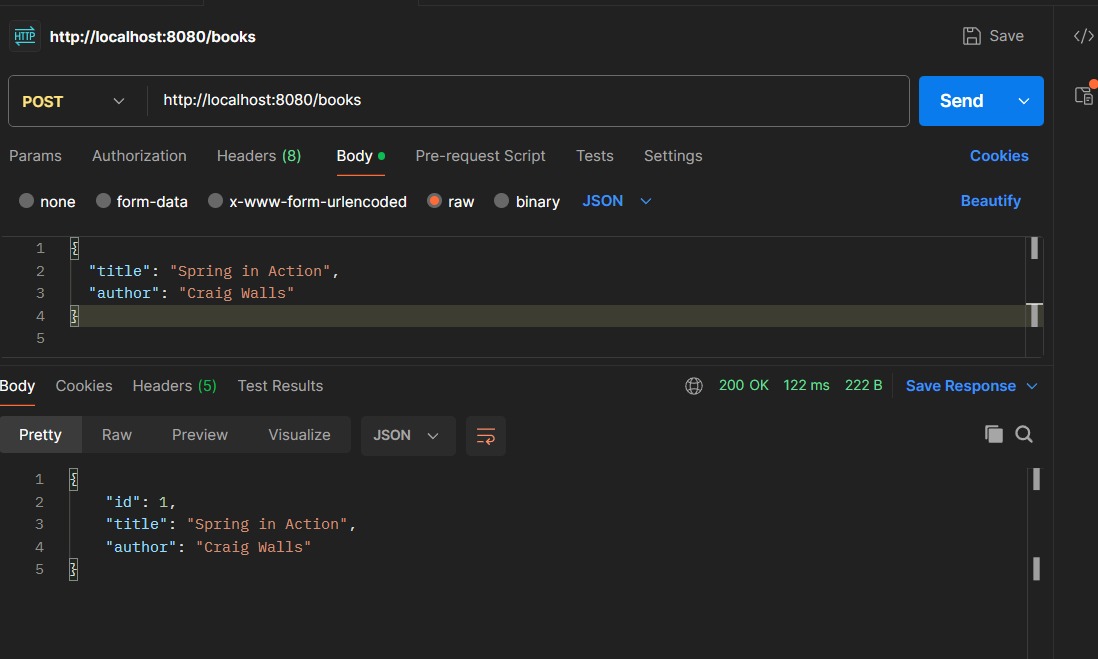 HTTP http://localhost:8080/books Save
POST http://localhost:8080/books Send
Params Authorization Headers (8) Body Pre-request Script Tests Settings Cookies
none form-data x-www-form-urlencoded raw binary JSON Beautify
1 {
2 "title": "Spring in Action",
3 "author": "Craig Walls"
4 }
5
Body Cookies Headers (5) Test Results 200 OK 122 ms 222 B Save Response
Pretty Raw Preview Visualize JSON
1 {
2 "id": 1,
3 "title": "Spring in Action",
4 "author": "Craig Walls"
5 }